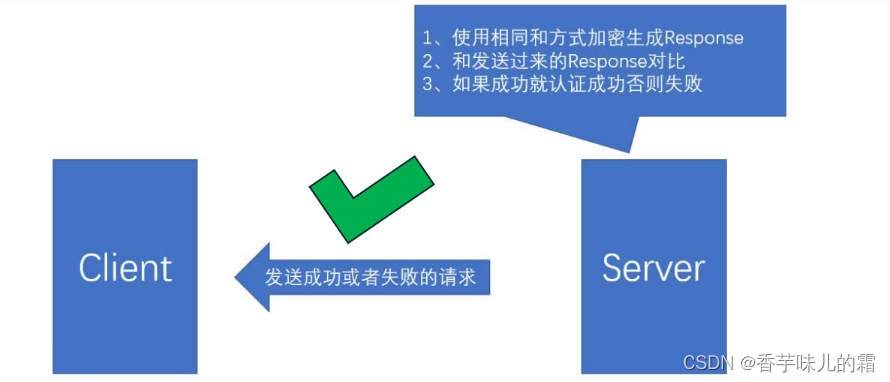 1、使用相同和方式加密生成Response
2、和发送过来的Response对比
3、如果成功就认证成功否则失败
Client
发送成功或者失败的请求
Server
CSDN @香芋味儿的霜